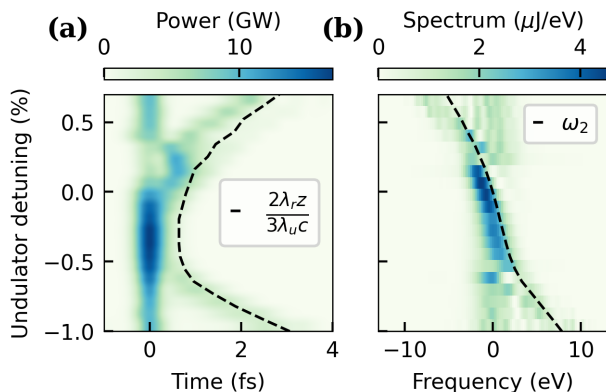 (a) Power (GW) (b) Spectrum (μJ/eV)
0 10 0 2 4
Undulator detuning (%)
0.5
0.0
−0.5
−1.0
2λ_r z / 3λ_u c
ω₂
0 2 4 −10 0 10
Time (fs) Frequency (eV)